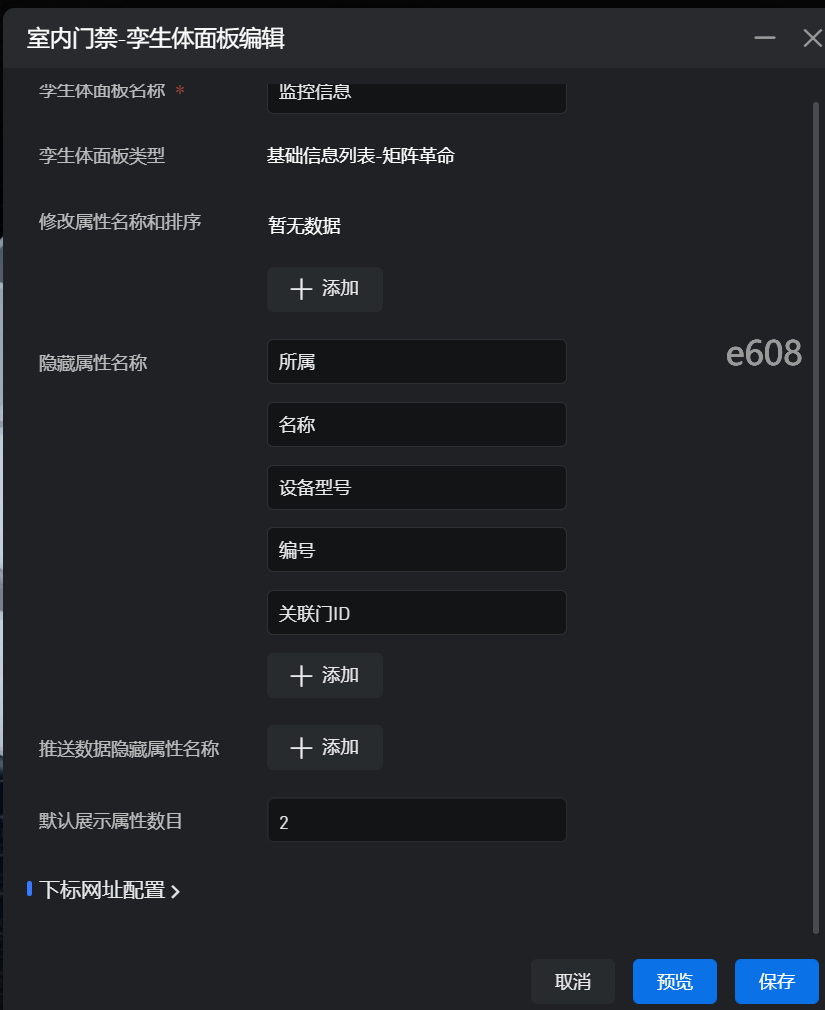 室内门禁-孪生体面板编辑
孪生体面板名称 * 监控信息
孪生体面板类型 基础信息列表-矩阵革命
修改属性名称和排序 暂无数据
添加
隐藏属性名称 所属
e608
名称
设备型号
编号
关联门ID
添加
推送数据隐藏属性名称 添加
默认展示属性数目 2
下标网址配置
取消 预览 保存